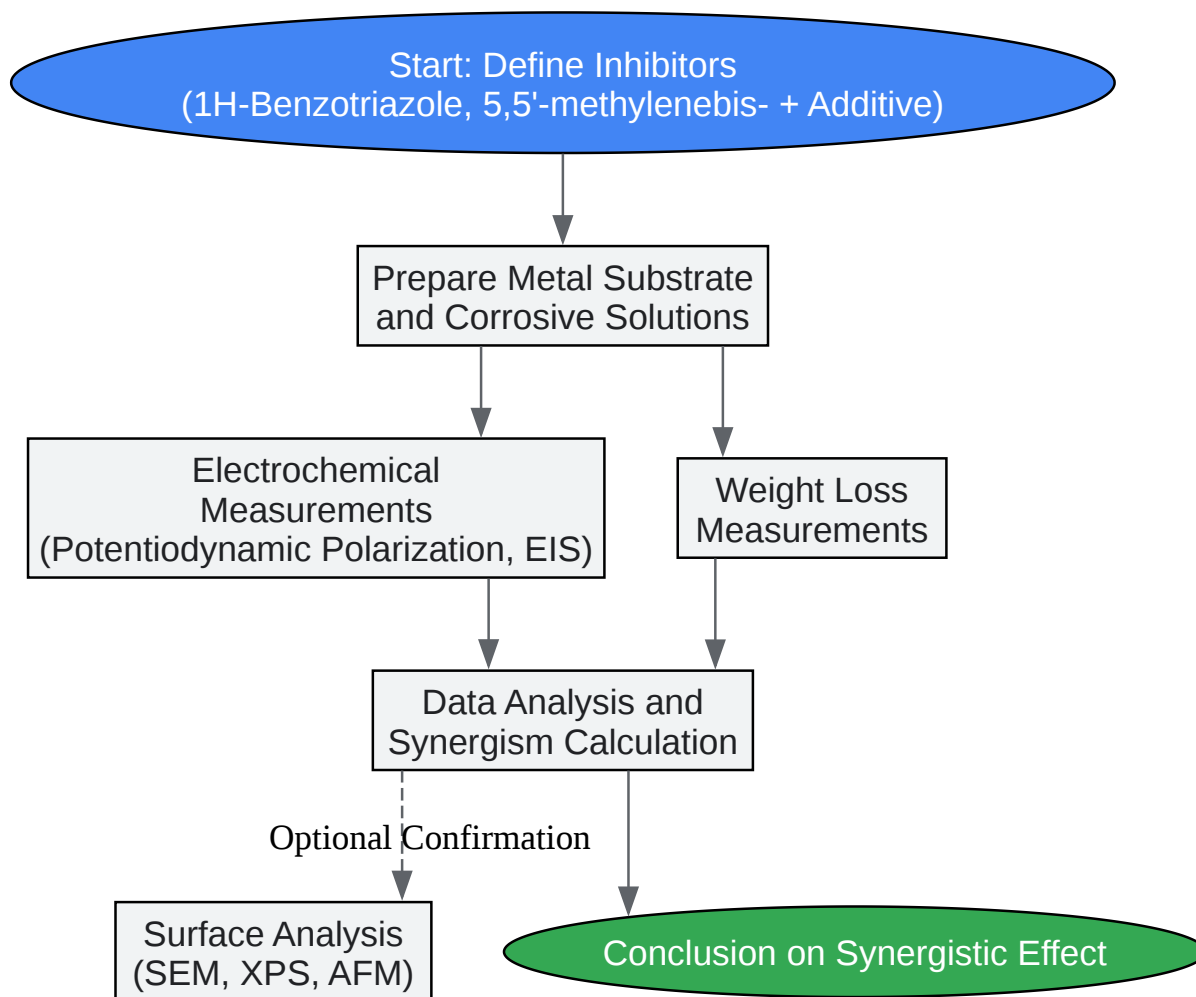 Start: Define Inhibitors
(1H-Benzotriazole, 5,5'-methylenebis- + Additive)
Prepare Metal Substrate
and Corrosive Solutions
Electrochemical
Measurements
(Potentiodynamic Polarization, EIS)
Weight Loss
Measurements
Data Analysis and
Synergism Calculation
Optional Confirmation
Surface Analysis
(SEM, XPS, AFM)
Conclusion on Synergistic Effect